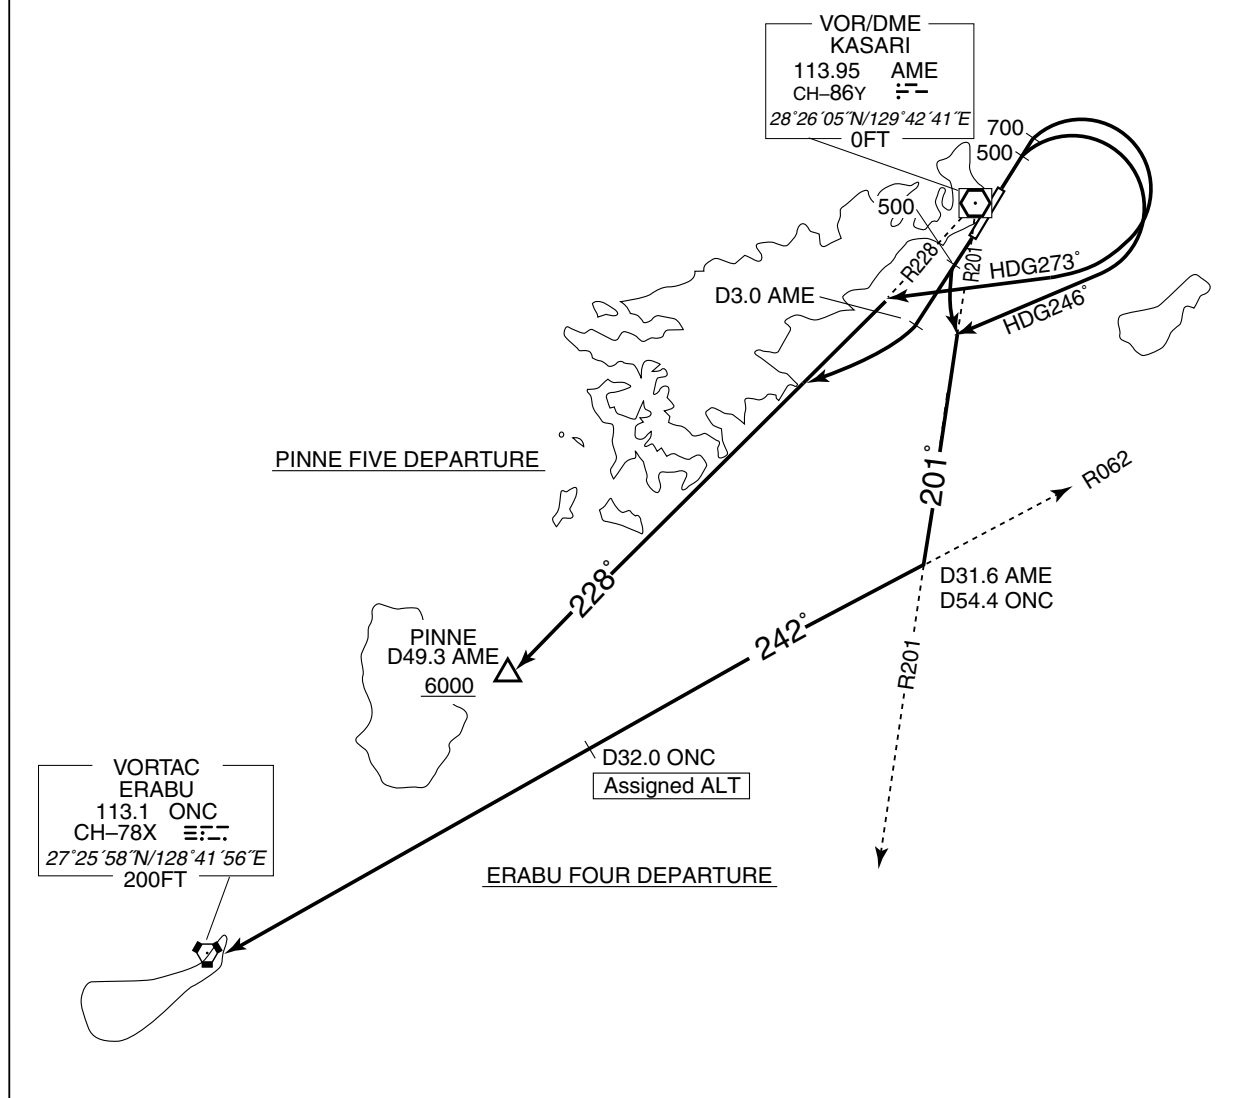 VOR/DME
KASARI
113.95 AME
CH–86Y
28°26´05˝N/129°42´41˝E
0FT
700
500
500
R228
R201
HDG273°
D3.0 AME
HDG246°
PINNE FIVE DEPARTURE
201°
R062
D31.6 AME
D54.4 ONC
228°
242°
R201
PINNE
D49.3 AME
6000
D32.0 ONC
Assigned ALT
VORTAC
ERABU
113.1 ONC
CH–78X
27°25´58˝N/128°41´56˝E
200FT
ERABU FOUR DEPARTURE